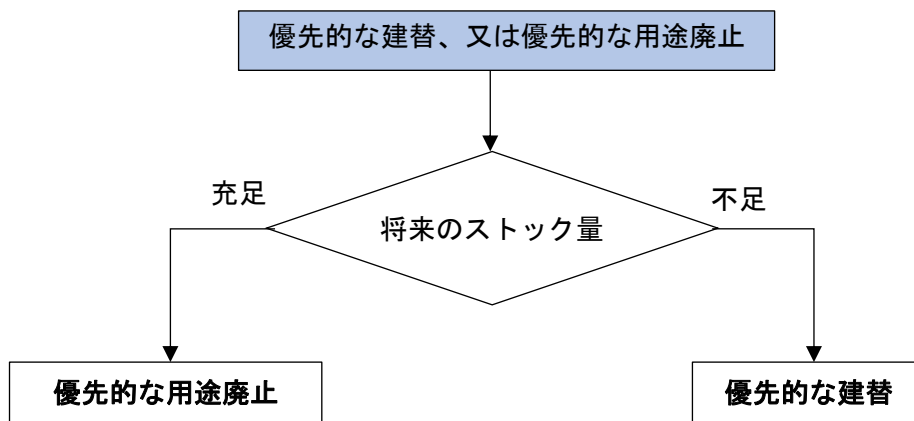 優先的な建替、又は優先的な用途廃止
充足
不足
将来のストック量
優先的な用途廃止
優先的な建替